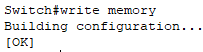 Switch#write memory
Building configuration...
[OK]